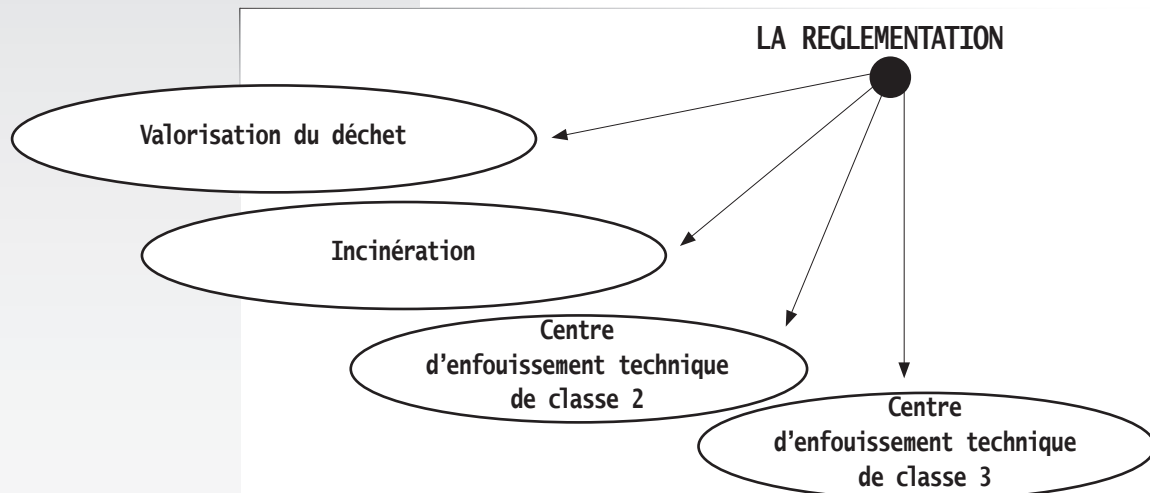 LA REGLEMENTATION
Valorisation du déchet
Incinération
Centre
d'enfouissement technique
de classe 2
Centre
d'enfouissement technique
de classe 3